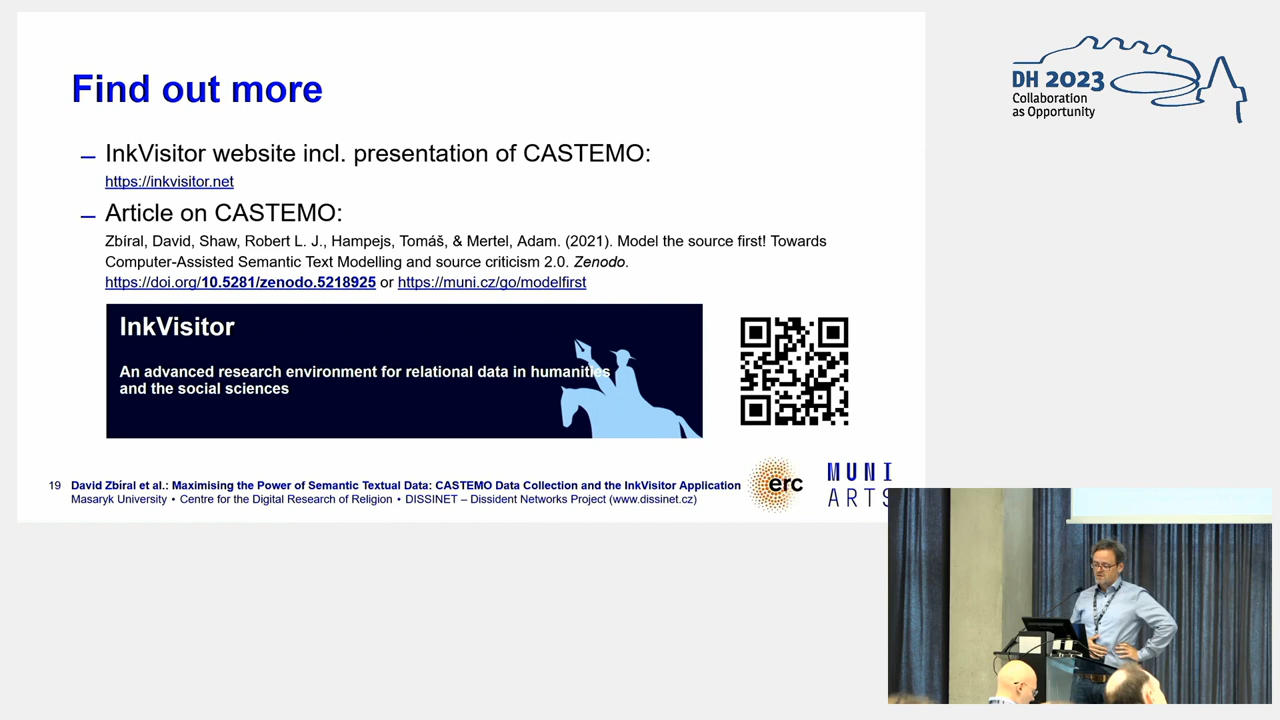 Find out more
– InkVisitor website incl. presentation of CASTEMO:
https://inkvisitor.net
– Article on CASTEMO:
Zbíral, David, Shaw, Robert L. J., Hampejs, Tomáš, & Mertel, Adam. (2021). Model the source first! Towards
Computer-Assisted Semantic Text Modelling and source criticism 2.0. Zenodo.
https://doi.org/10.5281/zenodo.5218925 or https://muni.cz/go/modelfirst
InkVisitor
An advanced research environment for relational data in humanities
and the social sciences
19 David Zbíral et al.: Maximising the Power of Semantic Textual Data: CASTEMO Data Collection and the InkVisitor Application
Masaryk University • Centre for the Digital Research of Religion • DISSINET – Dissident Networks Project (www.dissinet.cz)
erc
MUNI
ARTS
DH 2023
Collaboration
as Opportunity